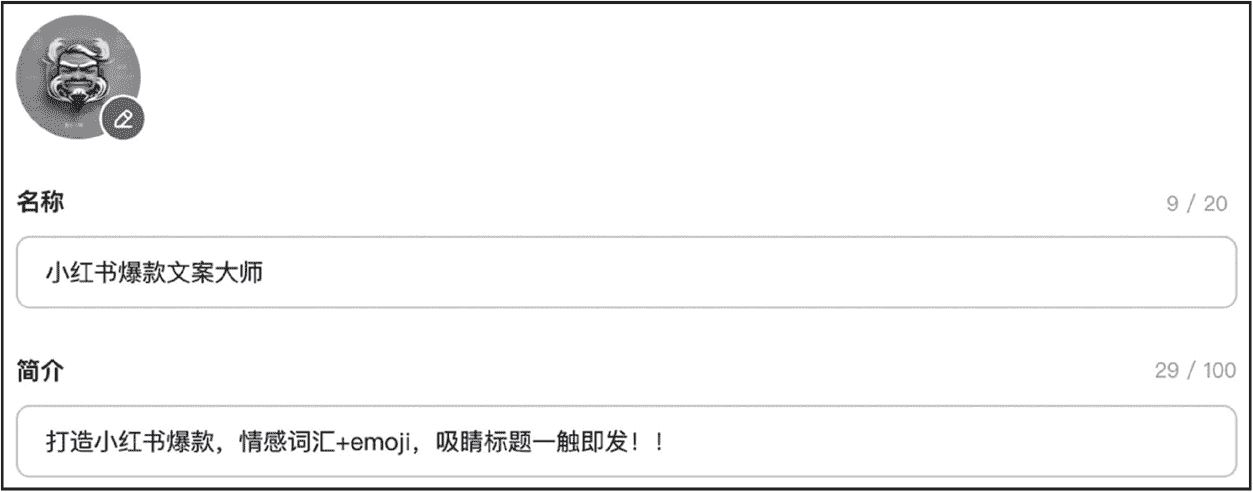 名称
9 / 20
小红书爆款文案大师
简介
29 / 100
打造小红书爆款，情感词汇+emoji，吸睛标题一触即发！！